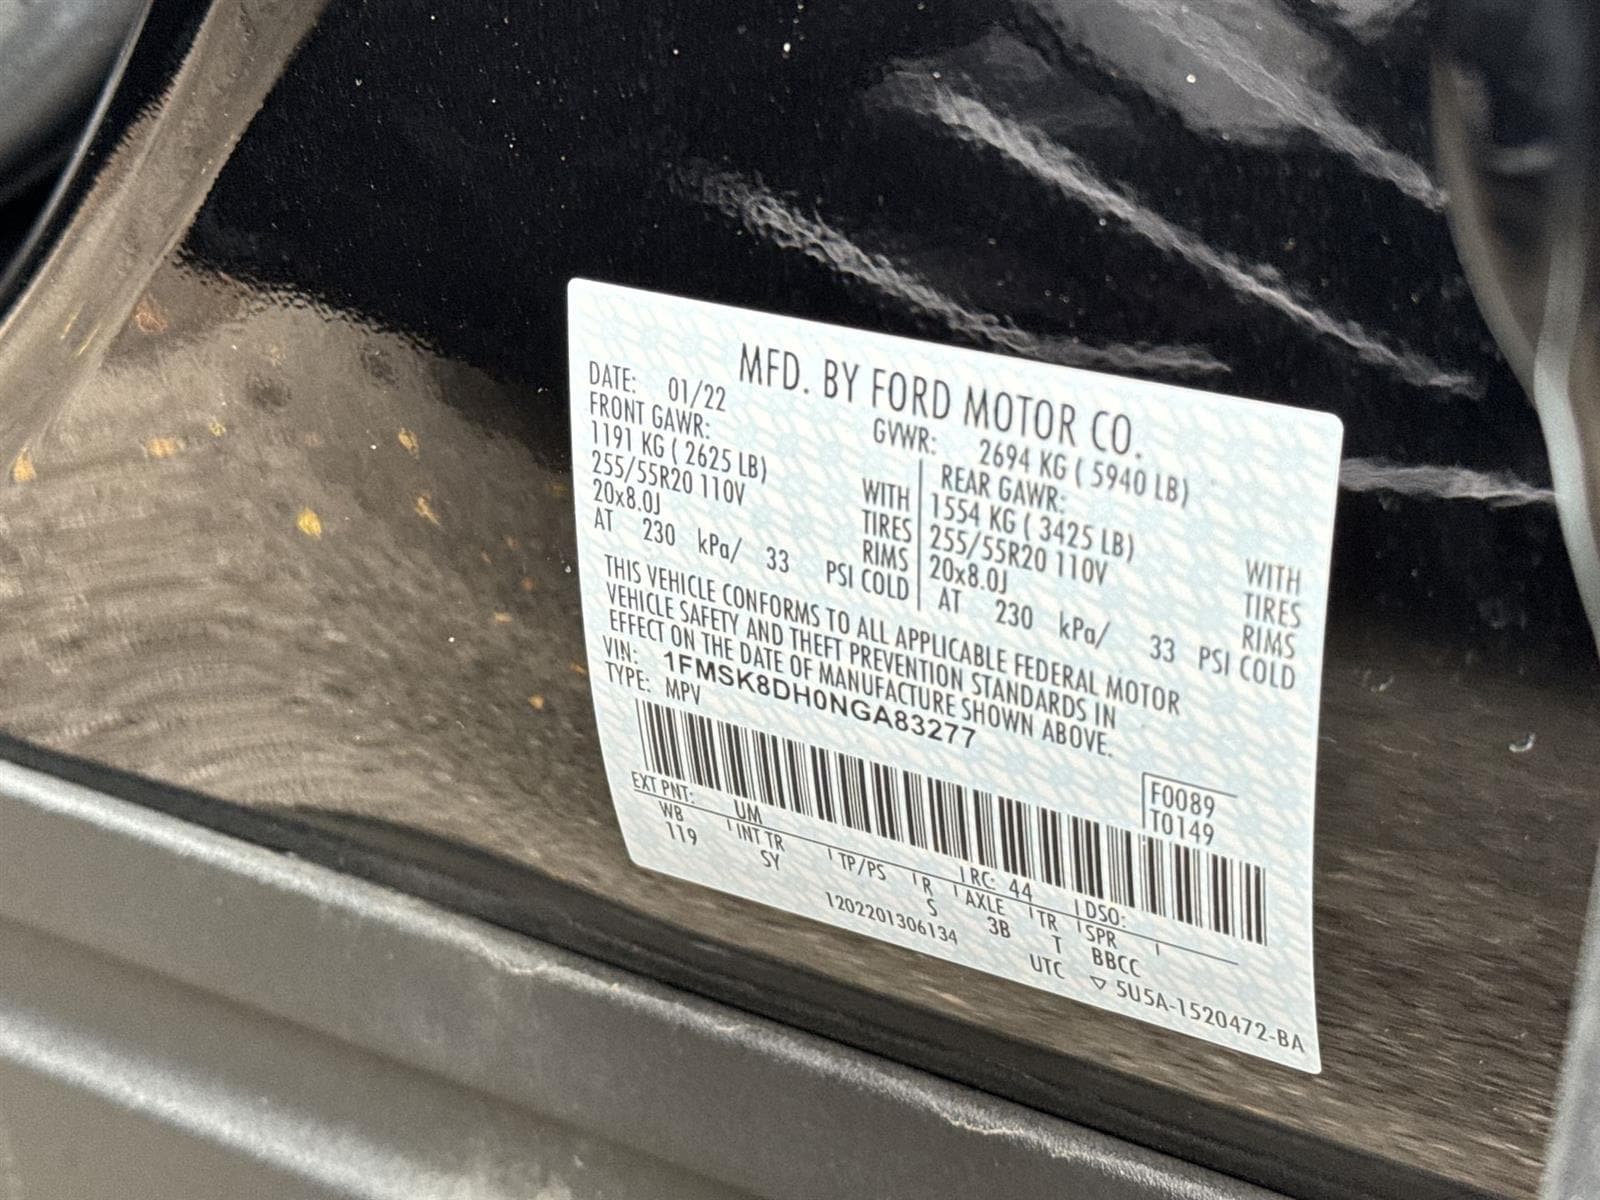 MFD. BY FORD MOTOR CO.
DATE: 01/22 GVWR: 2694 KG ( 5940 LB)
FRONT GAWR: REAR GAWR:
1191 KG ( 2625 LB) WITH 1554 KG ( 3425 LB) WITH
255/55R20 110V TIRES 255/55R20 110V TIRES
20x8.0J RIMS 20x8.0J RIMS
AT 230 kPa/ 33 PSI COLD AT 230 kPa/ 33 PSI COLD
THIS VEHICLE CONFORMS TO ALL APPLICABLE FEDERAL MOTOR
VEHICLE SAFETY AND THEFT PREVENTION STANDARDS IN
EFFECT ON THE DATE OF MANUFACTURE SHOWN ABOVE.
VIN: 1FMSK8DH0NGA83277
TYPE: MPV
F0089
T0149
EXT PNT: UM RC: 44 DSO:
WB INT TR TP/PS R AXLE TR SPR
119 SY S 3B T BBCC
1202201306134 UTC ▽ 5U5A-1520472-BA